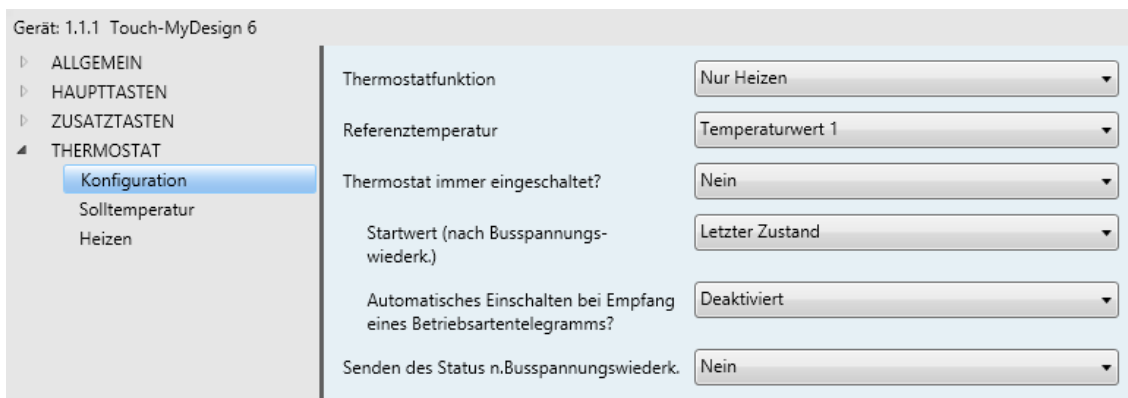 Gerät: 1.1.1 Touch-MyDesign 6
ALLGEMEIN
HAUPTTASTEN
ZUSATZTASTEN
THERMOSTAT
Konfiguration
Solltemperatur
Heizen
Thermostatfunktion
Nur Heizen
Referenztemperatur
Temperaturwert 1
Thermostat immer eingeschaltet?
Nein
Startwert (nach Busspannungs-
wiederk.)
Letzter Zustand
Automatisches Einschalten bei Empfang
eines Betriebsartentelegramms?
Deaktiviert
Senden des Status n.Busspannungswiederk.
Nein